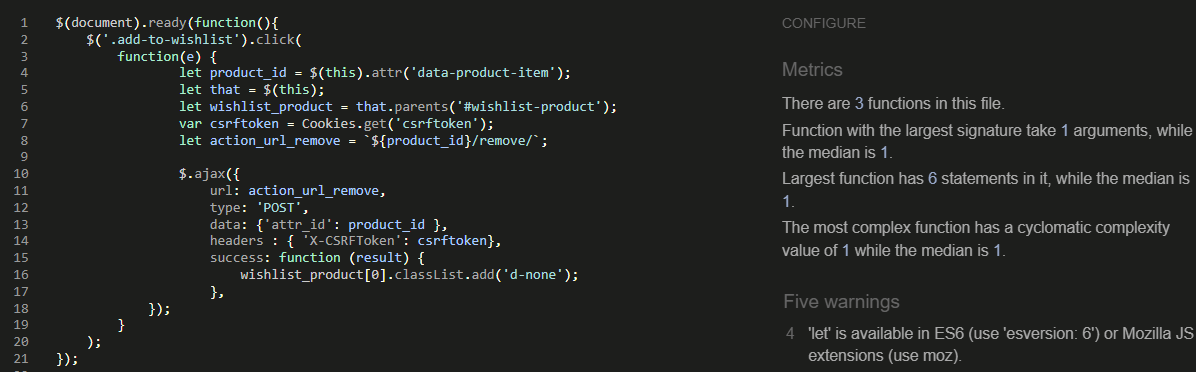 1 $(document).ready(function(){
2 $('.add-to-wishlist').click(
3 function(e) {
4 let product_id = $(this).attr('data-product-item');
5 let that = $(this);
6 let wishlist_product = that.parents('#wishlist-product');
7 var csrftoken = Cookies.get('csrftoken');
8 let action_url_remove = `${product_id}/remove/`;
9
10 $.ajax({
11 url: action_url_remove,
12 type: 'POST',
13 data: {'attr_id': product_id },
14 headers : { 'X-CSRFToken': csrftoken},
15 success: function (result) {
16 wishlist_product[0].classList.add('d-none');
17 },
18 });
19 }
20 );
21 });
CONFIGURE
Metrics
There are 3 functions in this file.
Function with the largest signature take 1 arguments, while
the median is 1.
Largest function has 6 statements in it, while the median is
1.
The most complex function has a cyclomatic complexity
value of 1 while the median is 1.
Five warnings
4 'let' is available in ES6 (use 'esversion: 6') or Mozilla JS
extensions (use moz).